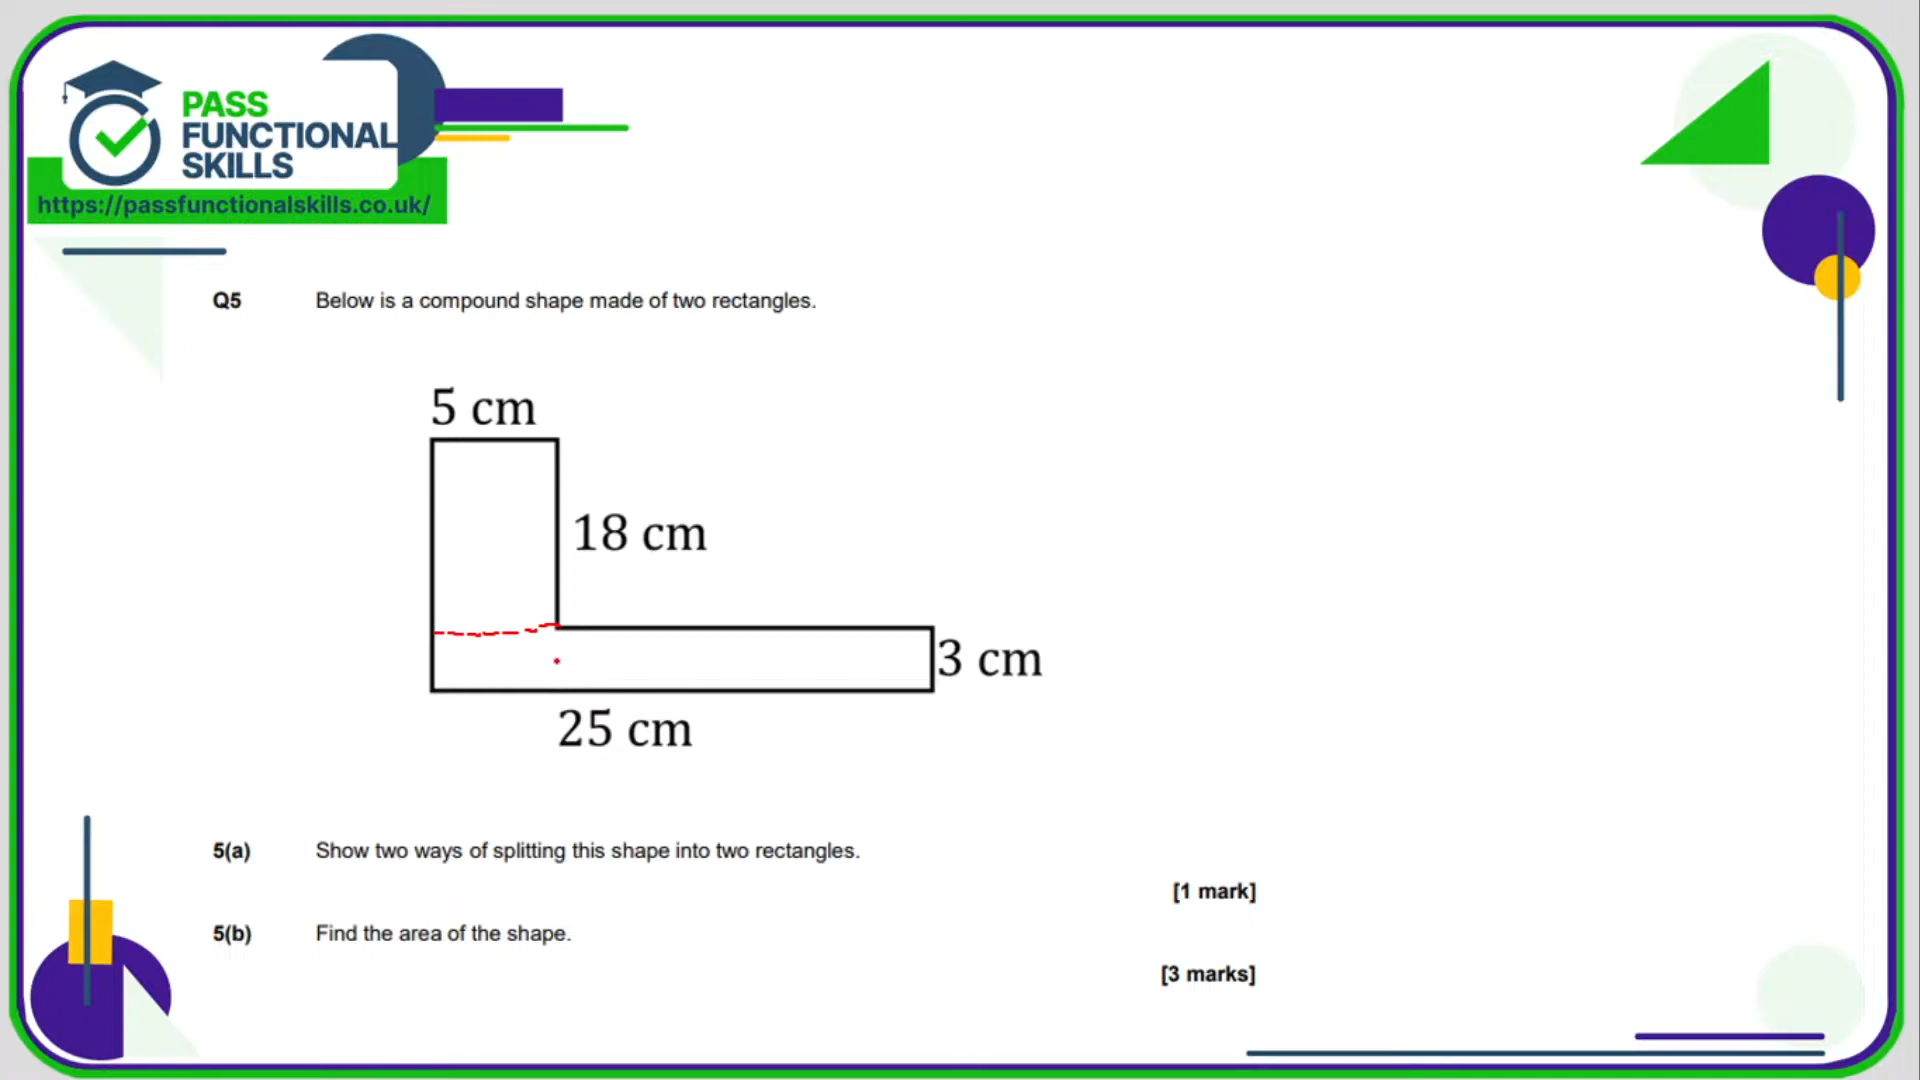 PASS
FUNCTIONAL
SKILLS
https://passfunctionalskills.co.uk/
Q5 Below is a compound shape made of two rectangles.
5 cm
18 cm
3 cm
25 cm
5(a) Show two ways of splitting this shape into two rectangles.
[1 mark]
5(b) Find the area of the shape.
[3 marks]